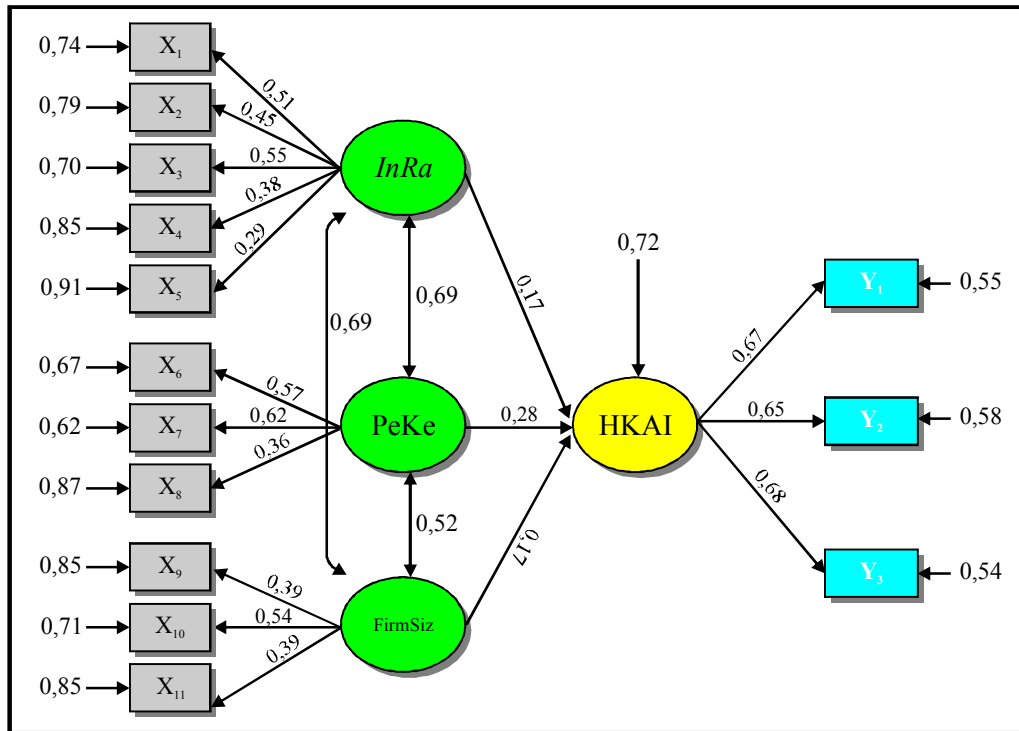 0,74 X1 0,51
0,79 X2 0,45
0,70 X3 0,55
0,85 X4 0,38
0,91 X5 0,29
InRa
0,69
0,69
0,17
0,67 X6 0,57
0,62 X7 0,62
0,87 X8 0,36
PeKe
0,28
0,52
0,85 X9 0,39
0,71 X10 0,54
0,85 X11 0,39
FirmSiz
0,17
0,72
HKAI
0,67 Y1 0,55
0,65 Y2 0,58
0,68 Y3 0,54